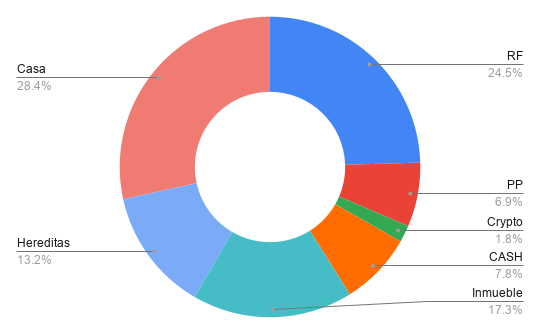 Casa
28.4%
RF
24.5%
PP
6.9%
Crypto
1.8%
CASH
7.8%
Hereditas
13.2%
Inmueble
17.3%